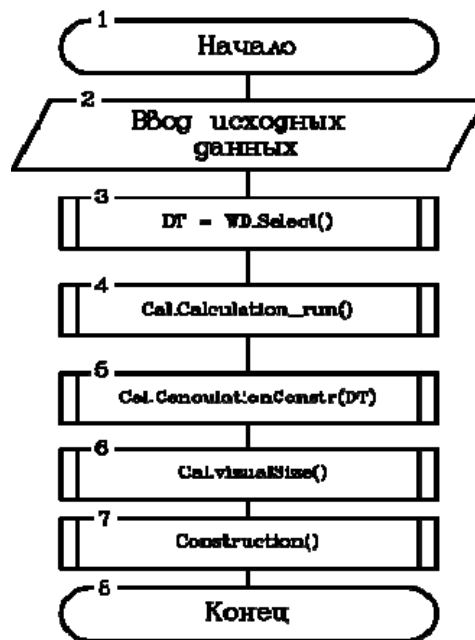 1
Начало
2
Ввод исходных
данных
3
DT = WD.Select()
4
Cal.Calculation_run()
5
Cal.CanculationConstr(DT)
6
Cal.visualSize()
7
Construction()
8
Конец